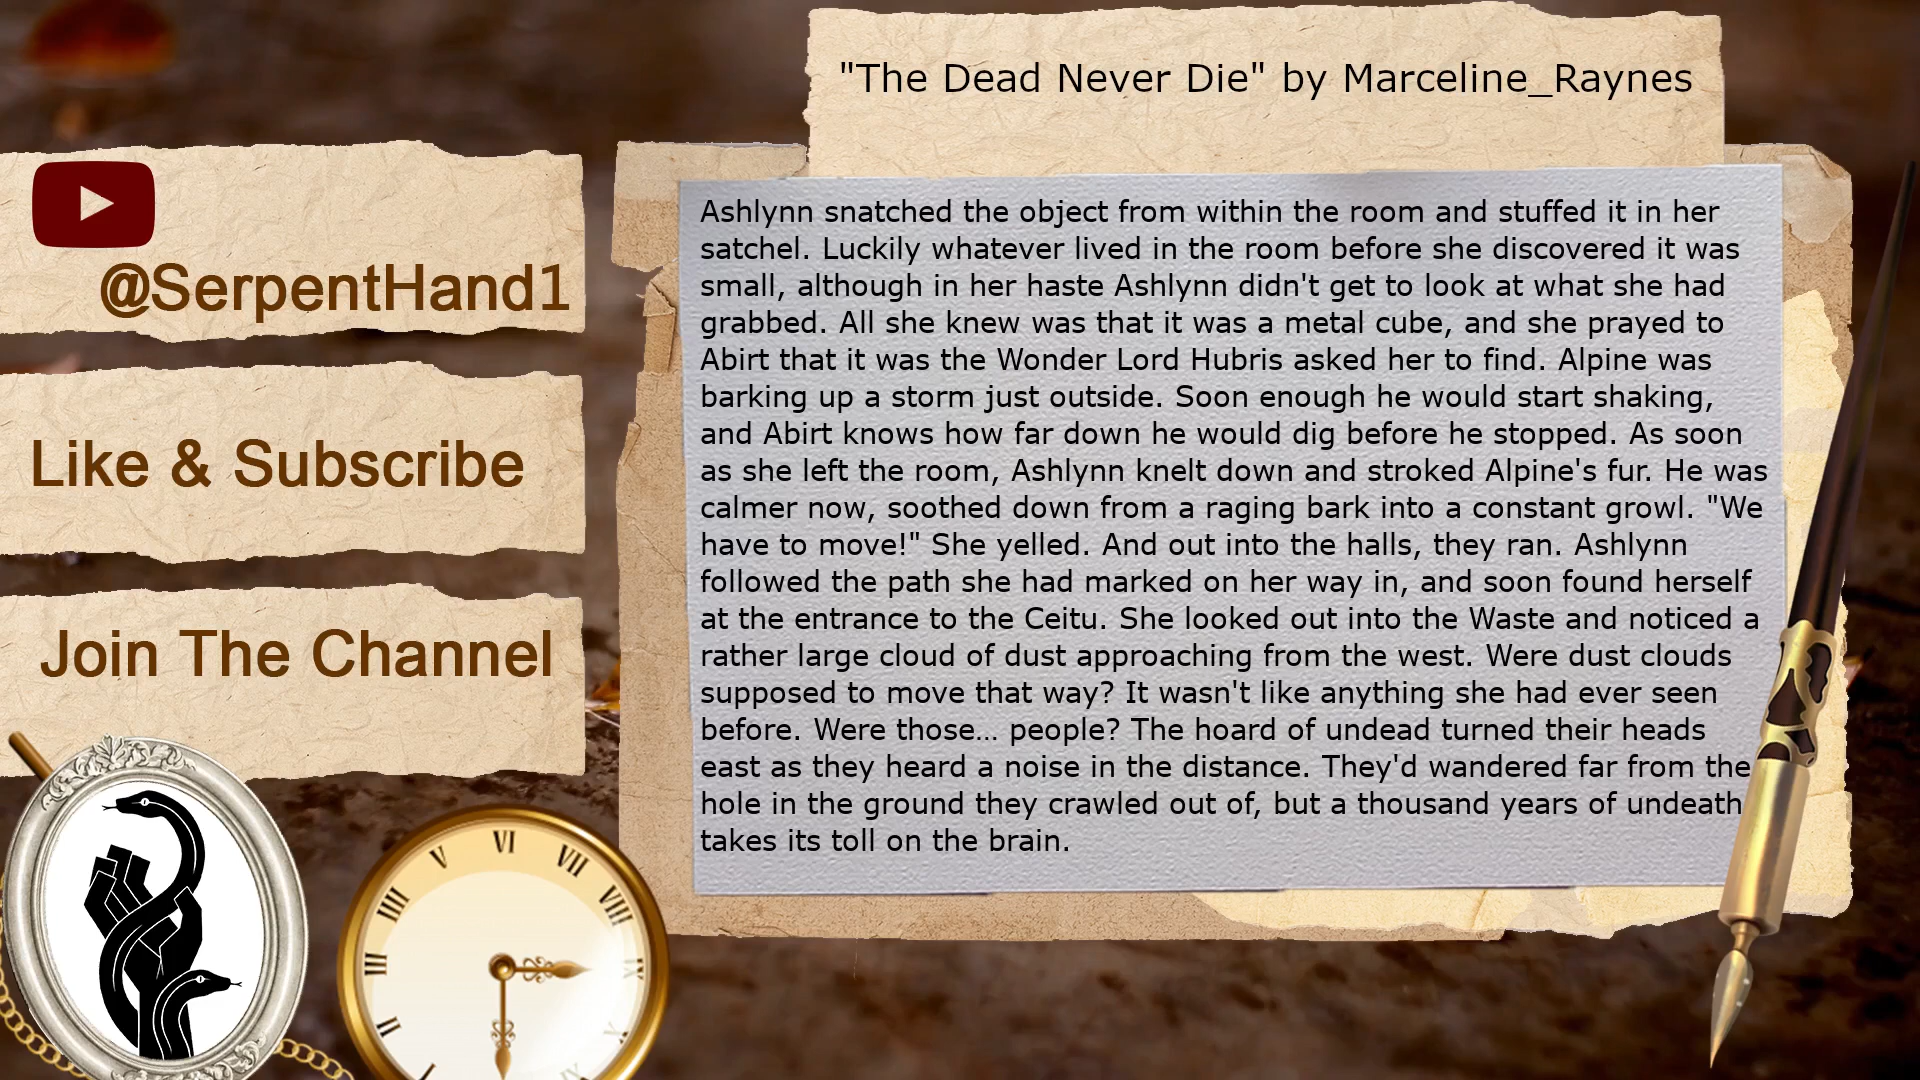 "The Dead Never Die" by Marceline_Raynes
@SerpentHand1
Like & Subscribe
Join The Channel
Ashlynn snatched the object from within the room and stuffed it in her
satchel. Luckily whatever lived in the room before she discovered it was
small, although in her haste Ashlynn didn't get to look at what she had
grabbed. All she knew was that it was a metal cube, and she prayed to
Abirt that it was the Wonder Lord Hubris asked her to find. Alpine was
barking up a storm just outside. Soon enough he would start shaking,
and Abirt knows how far down he would dig before he stopped. As soon
as she left the room, Ashlynn knelt down and stroked Alpine's fur. He was
calmer now, soothed down from a raging bark into a constant growl. "We
have to move!" She yelled. And out into the halls, they ran. Ashlynn
followed the path she had marked on her way in, and soon found herself
at the entrance to the Ceitu. She looked out into the Waste and noticed a
rather large cloud of dust approaching from the west. Were dust clouds
supposed to move that way? It wasn't like anything she had ever seen
before. Were those… people? The hoard of undead turned their heads
east as they heard a noise in the distance. They'd wandered far from the
hole in the ground they crawled out of, but a thousand years of undeath
takes its toll on the brain.
II
III
IIII
V
VI
VII
VIII
IX
X